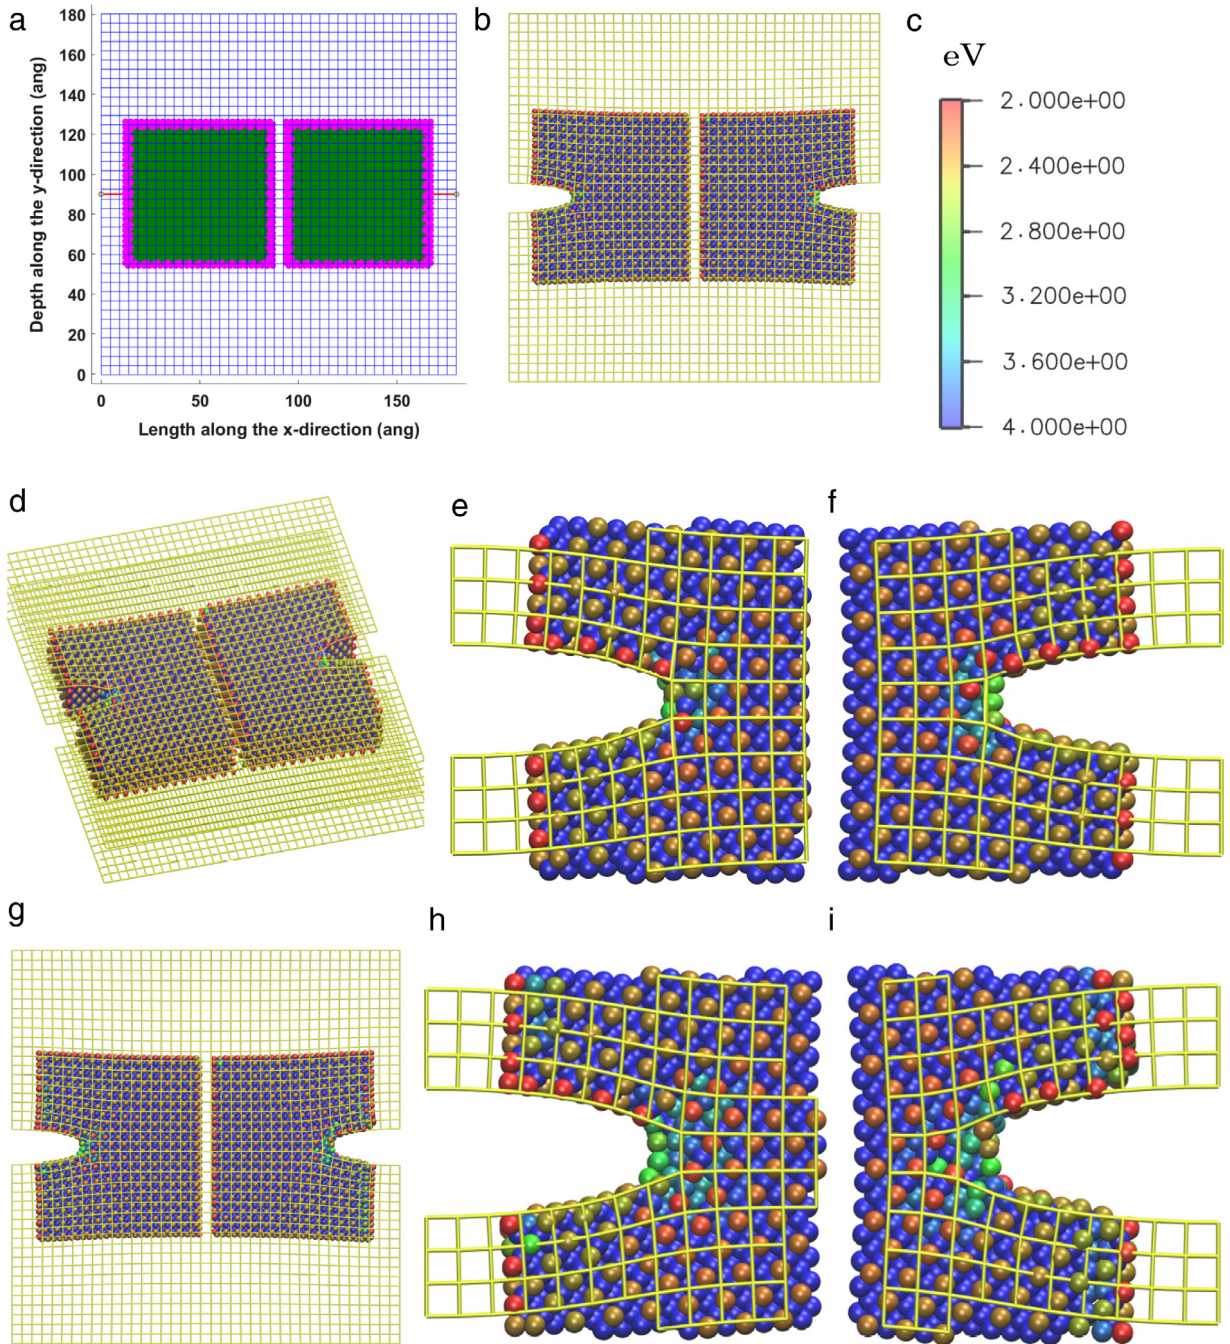 a
180
160
140
120
100
80
60
40
20
0
0 50 100 150
Depth along the y-direction (ang)
Length along the x-direction (ang)
b
c
eV
2.000e+00
2.400e+00
2.800e+00
3.200e+00
3.600e+00
4.000e+00
d
e
f
g
h
i